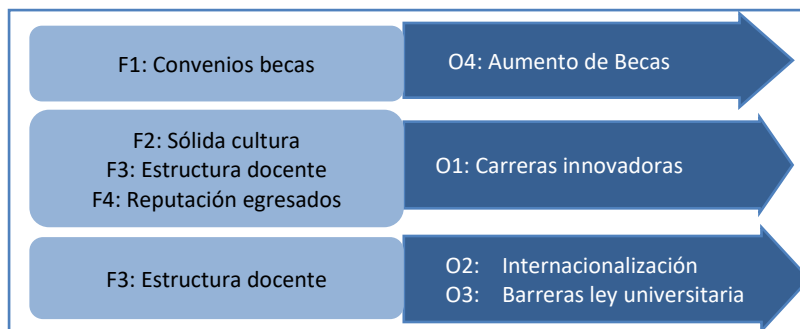 F1: Convenios becas
O4: Aumento de Becas
F2: Sólida cultura
F3: Estructura docente
F4: Reputación egresados
O1: Carreras innovadoras
F3: Estructura docente
O2: Internacionalización
O3: Barreras ley universitaria